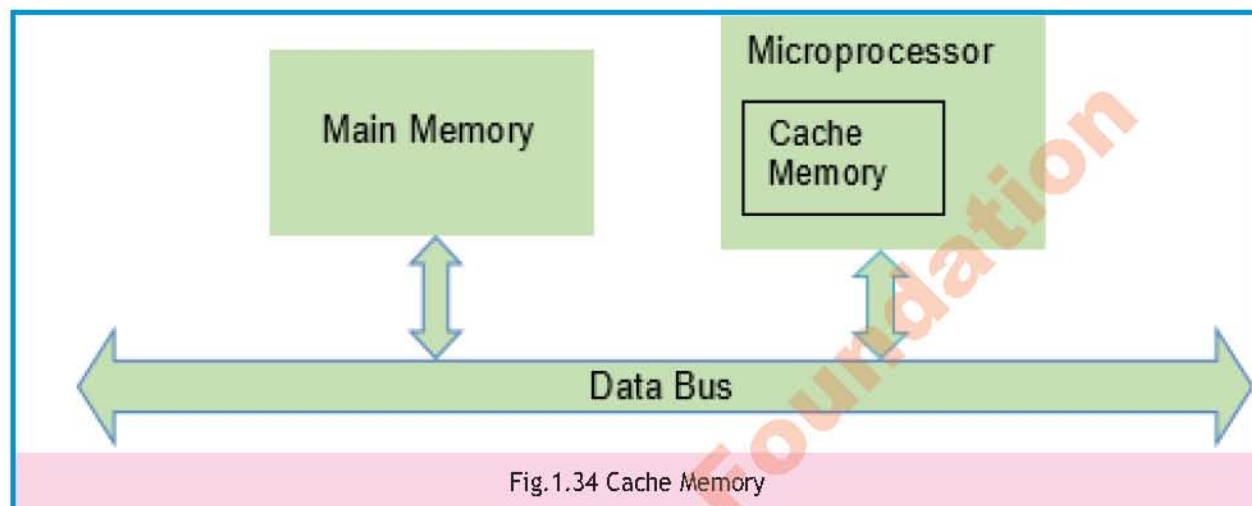 Main Memory
Microprocessor
Cache
Memory
Data Bus
Foundation
Fig.1.34 Cache Memory